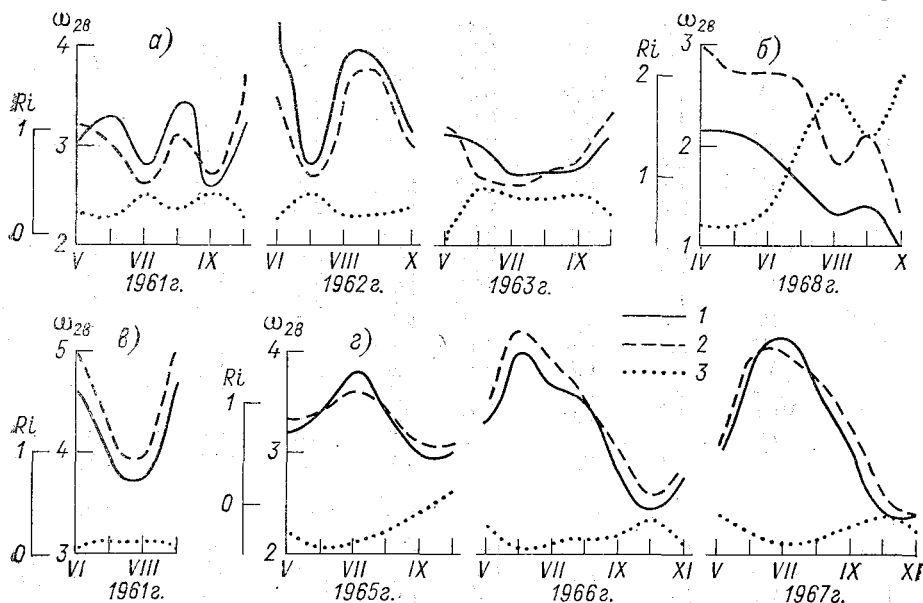 ω₂₈ а) ω₂₈ б)
4 3
Ri Ri 2
1 3 2
1
0 2 1
V VII IX VI VIII X V VII IX IV VI VIII X
1961г. 1962г. 1963г. 1968г.
ω₂₈ в) ω₂₈ г) 1
5 4 2
Ri 3
Ri 1
1 4 3
0
0 3 2
VI VIII V VII IX V VII IX XI V VII IX XI
1961г. 1965г. 1966г. 1967г.